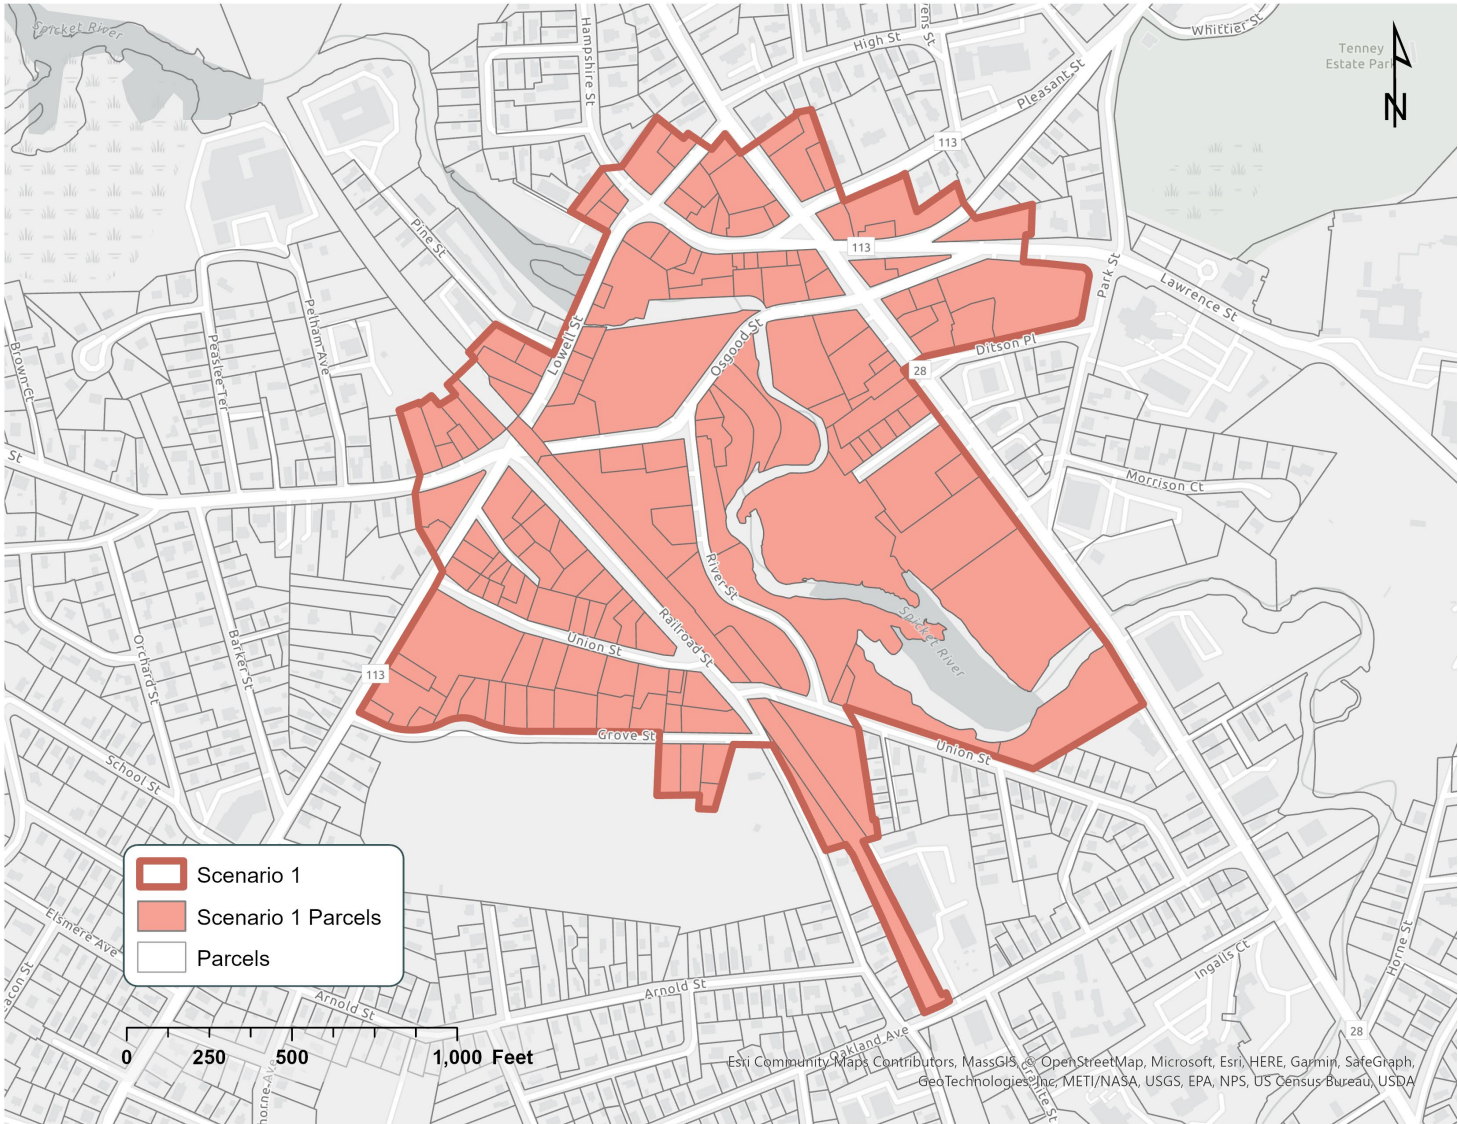 Spicket River
Hampshire St
High St
Whittier St
Tenney
Estate Park
Pleasant St
N
113
Pine St
113
Park St
Lawrence St
Pelham Ave
Peaslee Ter
Brown Ct
Lowell St
Osgood St
Ditson Pl
28
St
Morrison Ct
River St
Railroad St
Spicket River
Union St
Orchard St
Barker St
113
Grove St
Union St
School St
Scenario 1
Scenario 1 Parcels
Parcels
Elsmere Ave
Arnold St
Arnold St
Ingalls Ct
Horne St
Oakland Ave
28
0 250 500 1,000 Feet
Esri Community Maps Contributors, MassGIS, © OpenStreetMap, Microsoft, Esri, HERE, Garmin, SafeGraph,
GeoTechnologies, Inc, METI/NASA, USGS, EPA, NPS, US Census Bureau, USDA